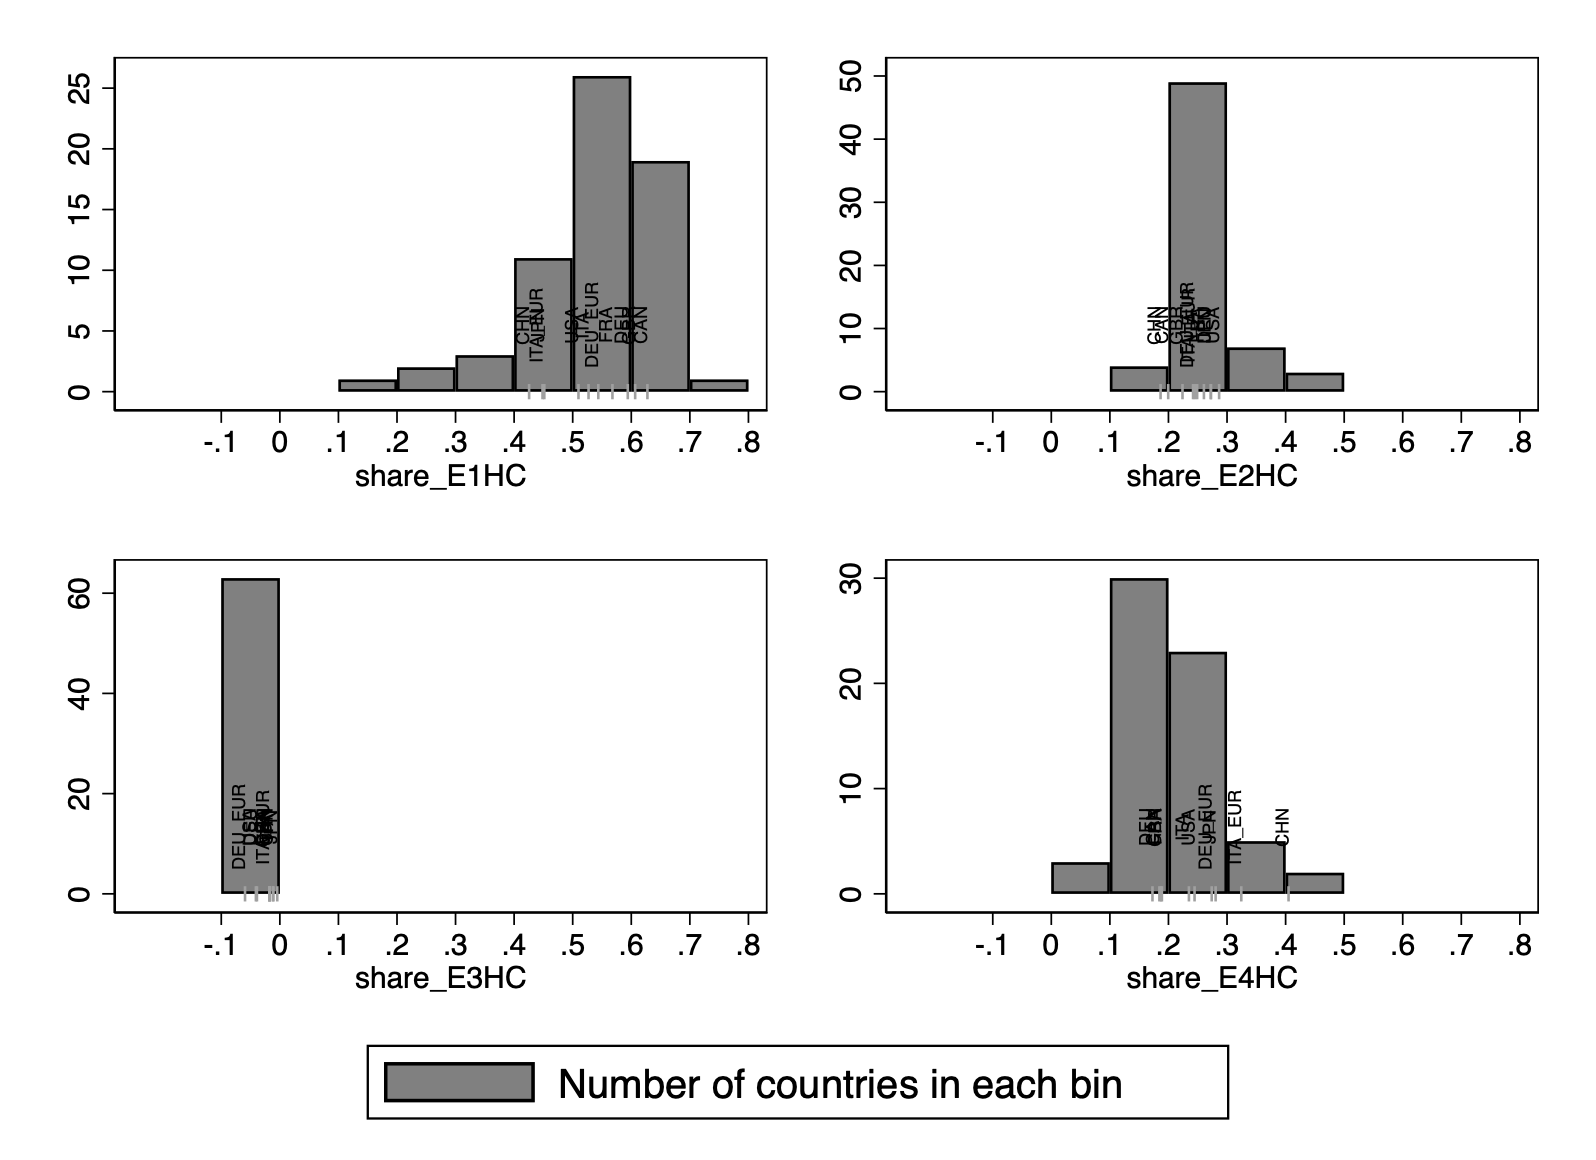 25
20
15
10
5
0
CHN
ITA_EUR
JPN
USA
ITA
DEU_EUR
FRA
DEU
GBR
CAN
-.1 0 .1 .2 .3 .4 .5 .6 .7 .8
share_E1HC
50
40
30
20
10
0
CHN
CAN
GBR
USA
-.1 0 .1 .2 .3 .4 .5 .6 .7 .8
share_E2HC
60
40
20
0
DEU_EUR
USA
ITA_EUR
JPN
-.1 0 .1 .2 .3 .4 .5 .6 .7 .8
share_E3HC
30
20
10
0
DEU
ITA
USA
DEU_EUR
JPN
ITA_EUR
CHN
-.1 0 .1 .2 .3 .4 .5 .6 .7 .8
share_E4HC
Number of countries in each bin